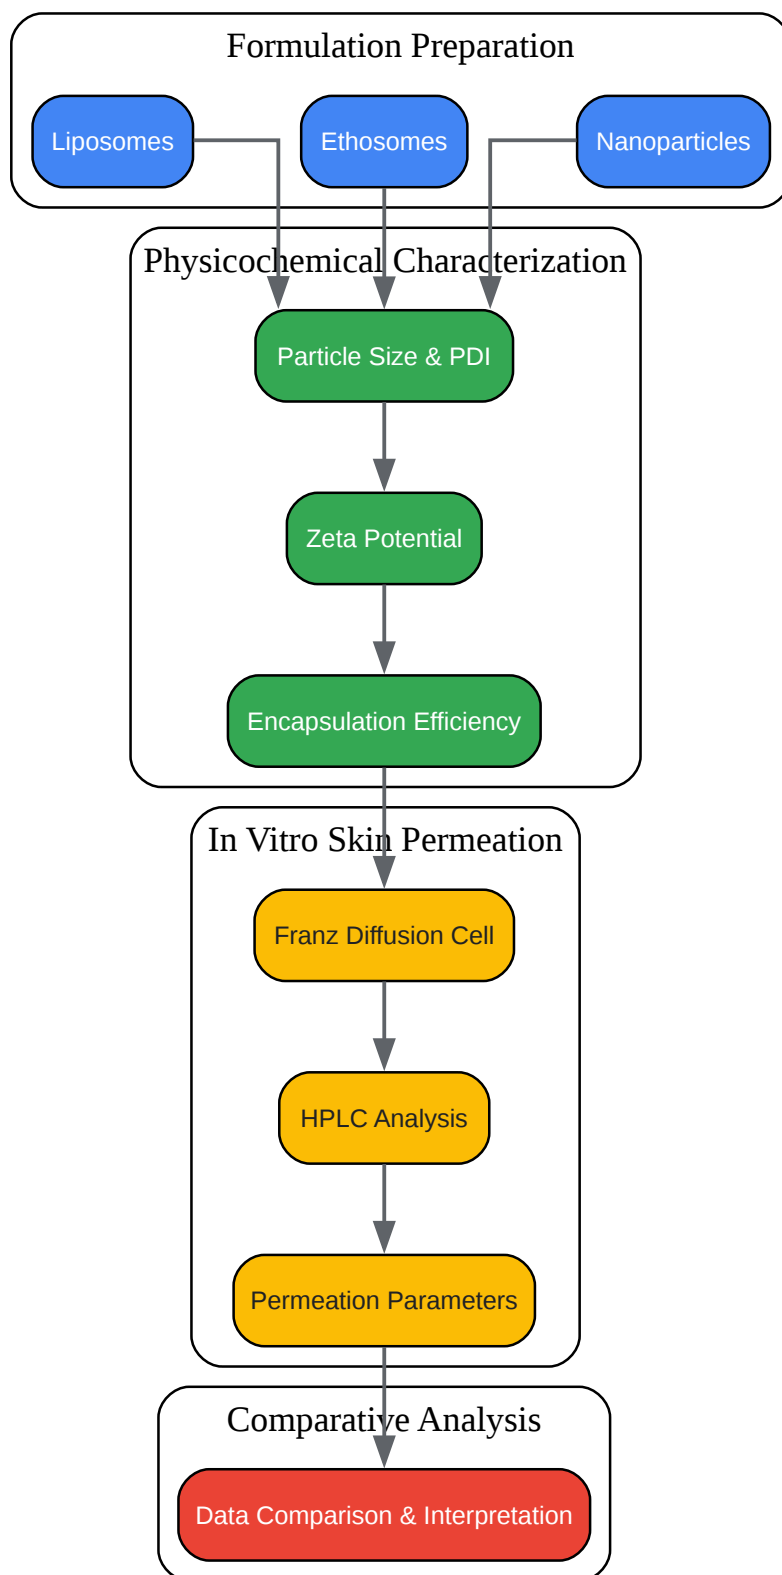 Formulation Preparation
Liposomes
Ethosomes
Nanoparticles
Physicochemical Characterization
Particle Size & PDI
Zeta Potential
Encapsulation Efficiency
In Vitro Skin Permeation
Franz Diffusion Cell
HPLC Analysis
Permeation Parameters
Comparative Analysis
Data Comparison & Interpretation